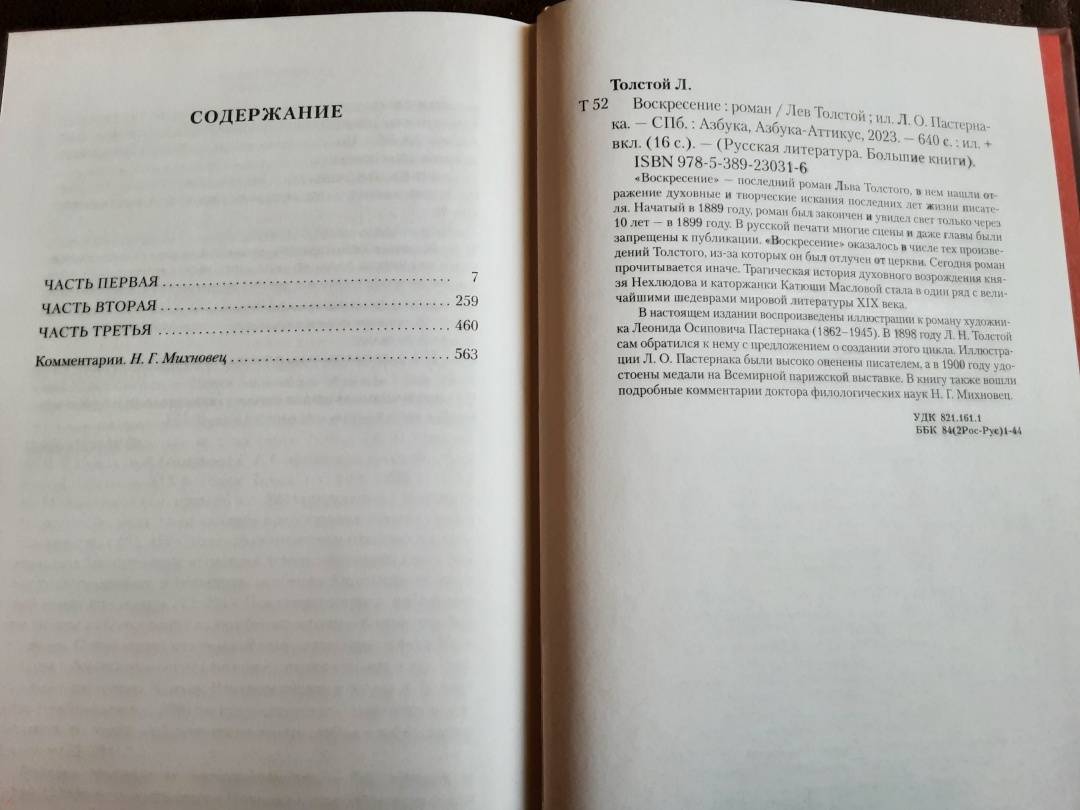 СОДЕРЖАНИЕ
ЧАСТЬ ПЕРВАЯ 7
ЧАСТЬ ВТОРАЯ 259
ЧАСТЬ ТРЕТЬЯ 460
Комментарии. Н. Г. Михновец 563
Толстой Л.
Т 52 Воскресение : роман / Лев Толстой ; ил. Л. О. Пастерна-
ка. — СПб. : Азбука, Азбука-Аттикус, 2023. — 640 с. : ил. +
вкл. (16 с.). — (Русская литература. Большие книги).
ISBN 978-5-389-23031-6
«Воскресение» — последний роман Льва Толстого, в нем нашли от-
ражение духовные и творческие искания последних лет жизни писате-
ля. Начатый в 1889 году, роман был закончен и увидел свет только через
10 лет — в 1899 году. В русской печати многие сцены и даже главы были
запрещены к публикации. «Воскресение» оказалось в числе тех произве-
дений Толстого, из-за которых он был отлучен от церкви. Сегодня роман
прочитывается иначе. Трагическая история духовного возрождения кня-
зя Нехлюдова и каторжанки Катюши Масловой стала в один ряд с вели-
чайшими шедеврами мировой литературы XIX века.
В настоящем издании воспроизведены иллюстрации к роману художни-
ка Леонида Осиповича Пастернака (1862–1945). В 1898 году Л. Н. Толстой
сам обратился к нему с предложением о создании этого цикла. Иллюстра-
ции Л. О. Пастернака были высоко оценены писателем, а в 1900 году удо-
стоены медали на Всемирной парижской выставке. В книгу также вошли
подробные комментарии доктора филологических наук Н. Г. Михновец.
УДК 821.161.1
ББК 84(2Рос-Рус)1-44